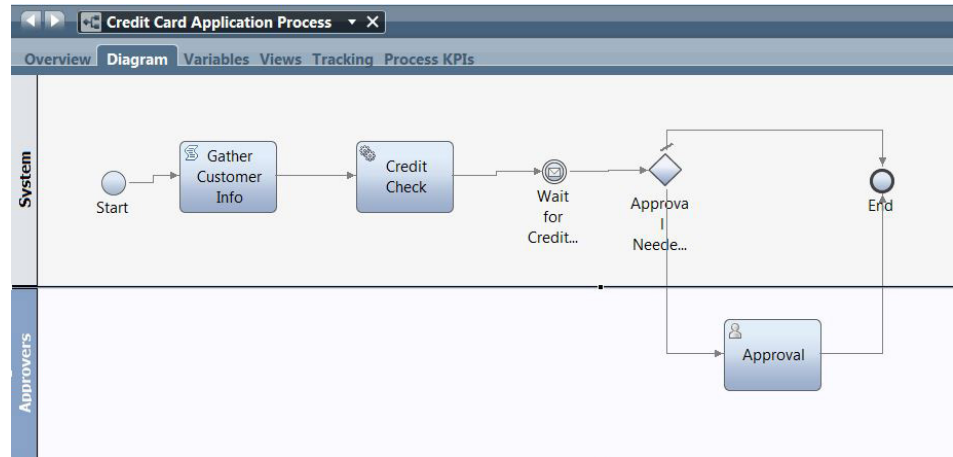 Credit Card Application Process
Overview Diagram Variables Views Tracking Process KPIs
System
Start
Gather
Customer
Info
Credit
Check
Wait
for
Credit...
Approva
l
Neede...
End
Approvers
Approval